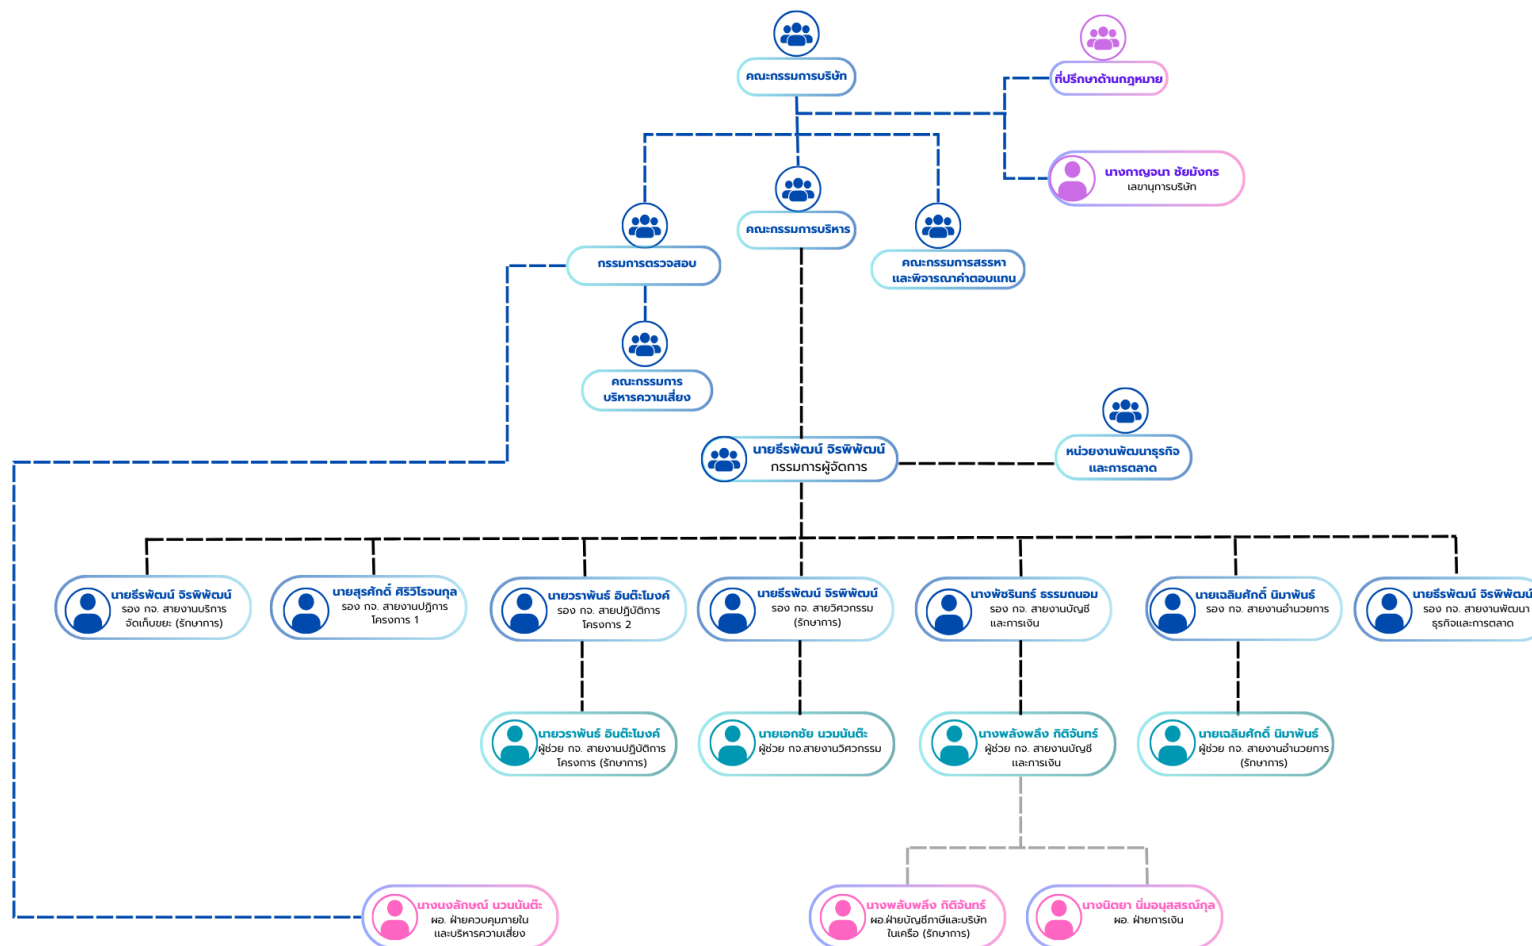 คณะกรรมการบริษัท
ที่ปรึกษาด้านกฎหมาย
นางกาญจนา ชัยมังกร
เลขานุการบริษัท
คณะกรรมการบริหาร
กรรมการตรวจสอบ
คณะกรรมการสรรหา
และพิจารณาค่าตอบแทน
คณะกรรมการ
บริหารความเสี่ยง
นายธีรพัฒน์ จิรพิพัฒน์
กรรมการผู้จัดการ
หน่วยงานพัฒนาธุรกิจ
และการตลาด
นายธีรพัฒน์ จิรพิพัฒน์
รอง กจ. สายงานบริการ
จัดเก็บขยะ (รักษาการ)
นายสุรศักดิ์ ศิริวิโรจนกุล
รอง กจ. สายงานปฏิการ
โครงการ 1
นายวราพันธ์ อินต๊ะโมงค์
รอง กจ. สายปฏิบัติการ
โครงการ 2
นายธีรพัฒน์ จิรพิพัฒน์
รอง กจ. สายวิศวกรรม
(รักษาการ)
นางพัชรินทร์ ธรรมถนอม
รอง กจ. สายงานบัญชี
และการเงิน
นายเฉลิมศักดิ์ นิมาพันธ์
รอง กจ. สายงานอำนวยการ
นายธีรพัฒน์ จิรพิพัฒน์
รอง กจ. สายงานพัฒนา
ธุรกิจและการตลาด
นายวราพันธ์ อินต๊ะโมงค์
ผู้ช่วย กจ. สายงานปฏิบัติการ
โครงการ (รักษาการ)
นายเอกชัย นวมนันต๊ะ
ผู้ช่วย กจ.สายงานวิศวกรรม
นางพลังพลึง กิติจันทร์
ผู้ช่วย กจ. สายงานบัญชี
และการเงิน
นายเฉลิมศักดิ์ นิมาพันธ์
ผู้ช่วย กจ. สายงานอำนวยการ
(รักษาการ)
นางนงลักษณ์ นวนนันต๊ะ
ผอ. ฝ่ายควบคุมภายใน
และบริหารความเสี่ยง
นางพลับพลึง กิติจันทร์
ผอ.ฝ่ายบัญชีภาษีและบริษัท
ในเครือ (รักษาการ)
นางนิตยา นิ่มอนุสสรณ์กุล
ผอ. ฝ่ายการเงิน